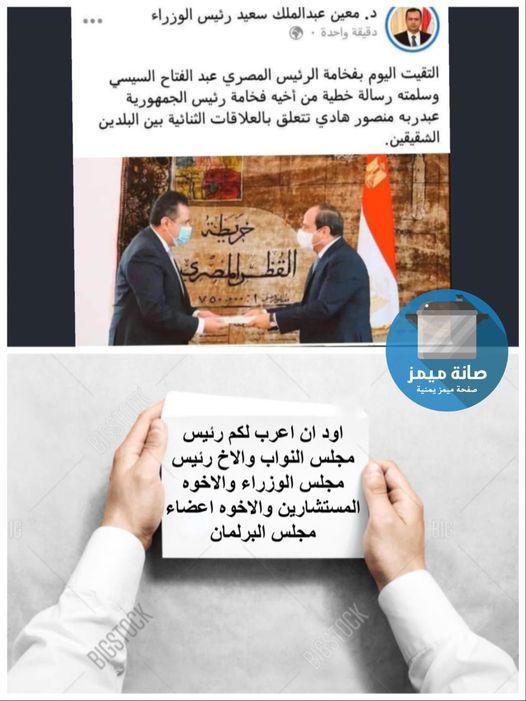 د. معين عبدالملك سعيد رئيس الوزراء
دقيقة واحدة
التقيت اليوم بفخامة الرئيس المصري عبد الفتاح السيسي
وسلمته رسالة خطية من أخيه فخامة رئيس الجمهورية
عبدربه منصور هادي تتعلق بالعلاقات الثنائية بين البلدين
الشقيقين.
خريطة
القطر المصري
صانة ميمز
صفحة ميمز يمنية
اود ان اعرب لكم رئيس
مجلس النواب والاخ رئيس
مجلس الوزراء والاخوه
المستشارين والاخوه اعضاء
مجلس البرلمان
BIGSTOCK
BIGSTOCK
BIGSTOCK